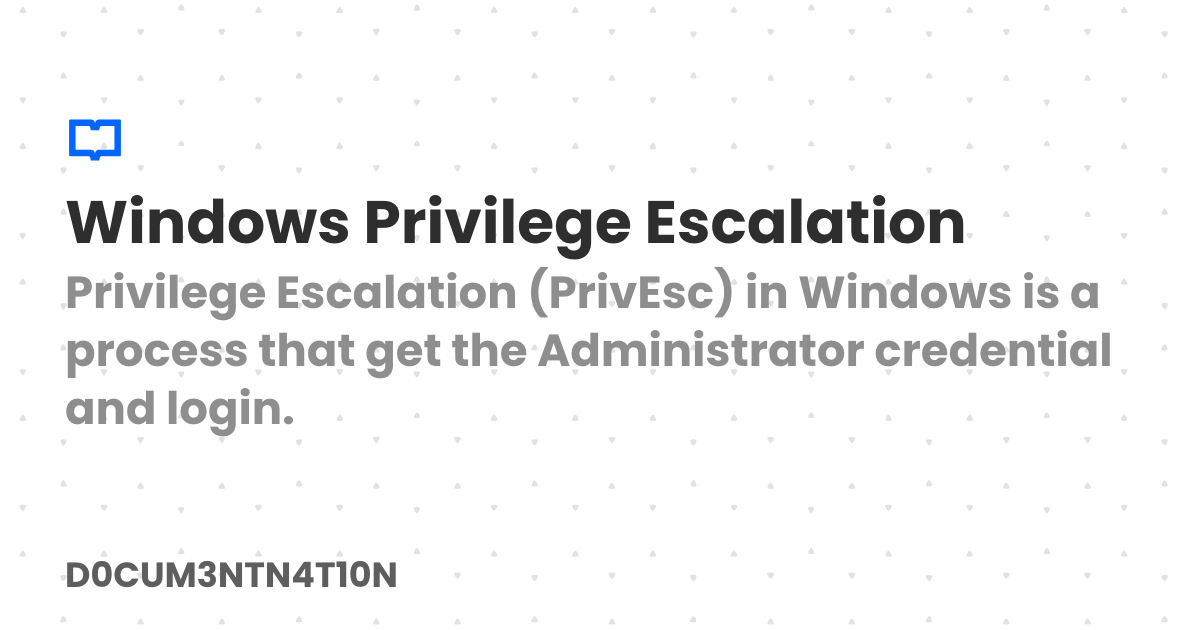 Windows Privilege Escalation
Privilege Escalation (PrivEsc) in Windows is a
process that get the Administrator credential
and login.
D0CUM3NTN4T10N